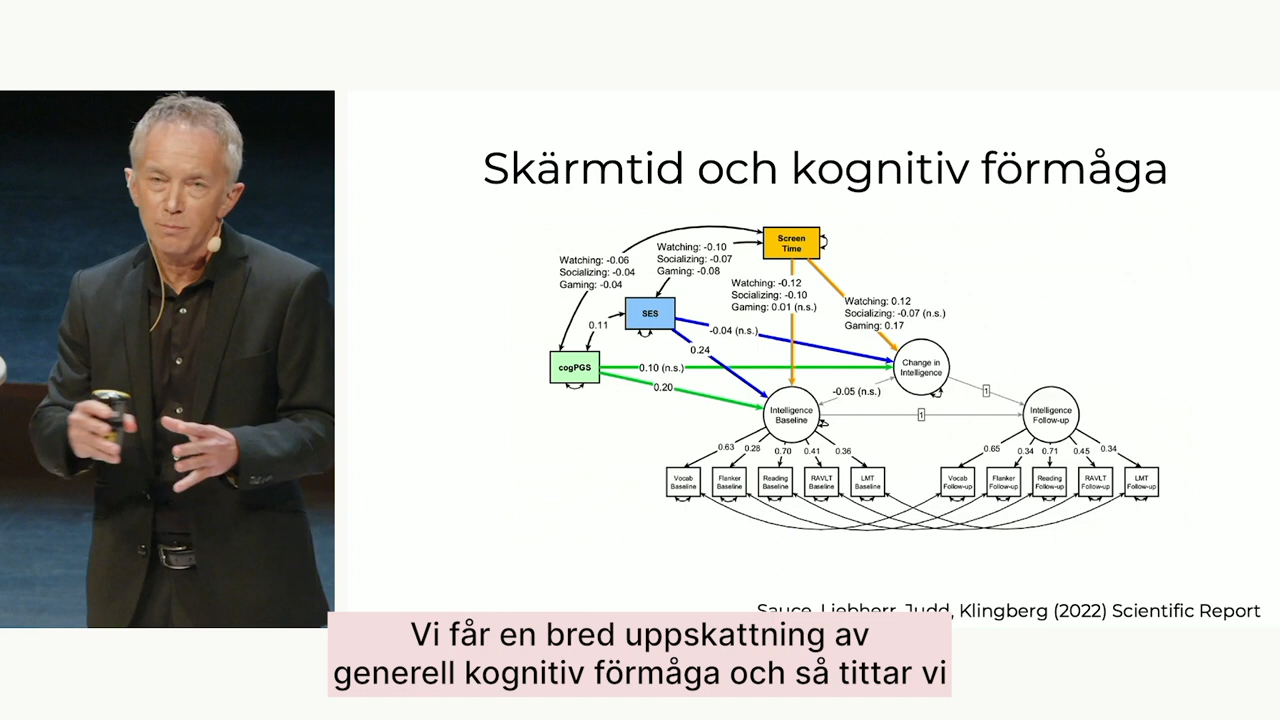 Skärmtid och kognitiv förmåga
Screen
Time
Watching: -0.10
Socializing: -0.07
Gaming: -0.08
Watching: -0.06
Socializing: -0.04
Gaming: -0.04
Watching: -0.12
Socializing: -0.10
Gaming: 0.01 (n.s.)
Watching: 0.12
Socializing: -0.07 (n.s.)
Gaming: 0.17
SES
0.11
-0.04 (n.s.)
0.24
cogPGS
0.10 (n.s.)
0.20
Change in
Intelligence
-0.05 (n.s.)
1
Intelligence
Baseline
1
Intelligence
Follow-up
0.63
0.28
0.70
0.41
0.36
0.65
0.34
0.71
0.45
0.34
Vocab
Baseline
Flanker
Baseline
Reading
Baseline
RAVLT
Baseline
LMT
Baseline
Vocab
Follow-up
Flanker
Follow-up
Reading
Follow-up
RAVLT
Follow-up
LMT
Follow-up
Sauce, Liebherr, Judd, Klingberg (2022) Scientific Report
Vi får en bred uppskattning av
generell kognitiv förmåga och så tittar vi